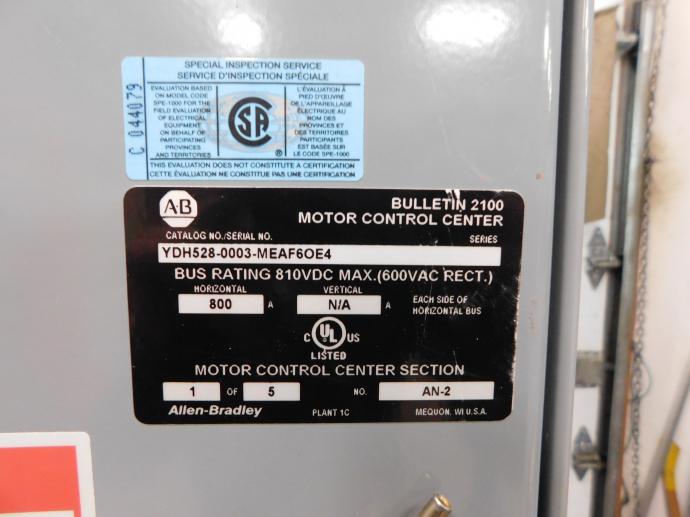 SPECIAL INSPECTION SERVICE
SERVICE D'INSPECTION SPÉCIALE
C 044079
EVALUATION BASED
ON MODEL CODE
SPE-1000 FOR THE
FIELD EVALUATION
OF ELECTRICAL
EQUIPMENT
ON BEHALF OF
PARTICIPATING
PROVINCES
AND TERRITORIES
SA
®
L'ÉVALUATION À
PIED D'ŒUVRE
DE L'APPAREILLAGE
ÉLECTRIQUE AU
NOM DES
PROVINCES ET
DES TERRITOIRES
PARTICIPANTS
EST BASÉE SUR
LE CODE SPE-1000
THIS EVALUATION DOES NOT CONSTITUTE A CERTIFICATION
CETTE ÉVALUATION NE CONSTITUE PAS UNE CERTIFICATION
A-B
BULLETIN 2100
MOTOR CONTROL CENTER
CATALOG NO./SERIAL NO. SERIES
YDH528-0003-MEAF6OE4
BUS RATING 810VDC MAX.(600VAC RECT.)
HORIZONTAL VERTICAL
800 A N/A A EACH SIDE OF
HORIZONTAL BUS
C UL US
LISTED
MOTOR CONTROL CENTER SECTION
1 OF 5 NO. AN-2
Allen-Bradley PLANT 1C MEQUON, WI U.S.A.